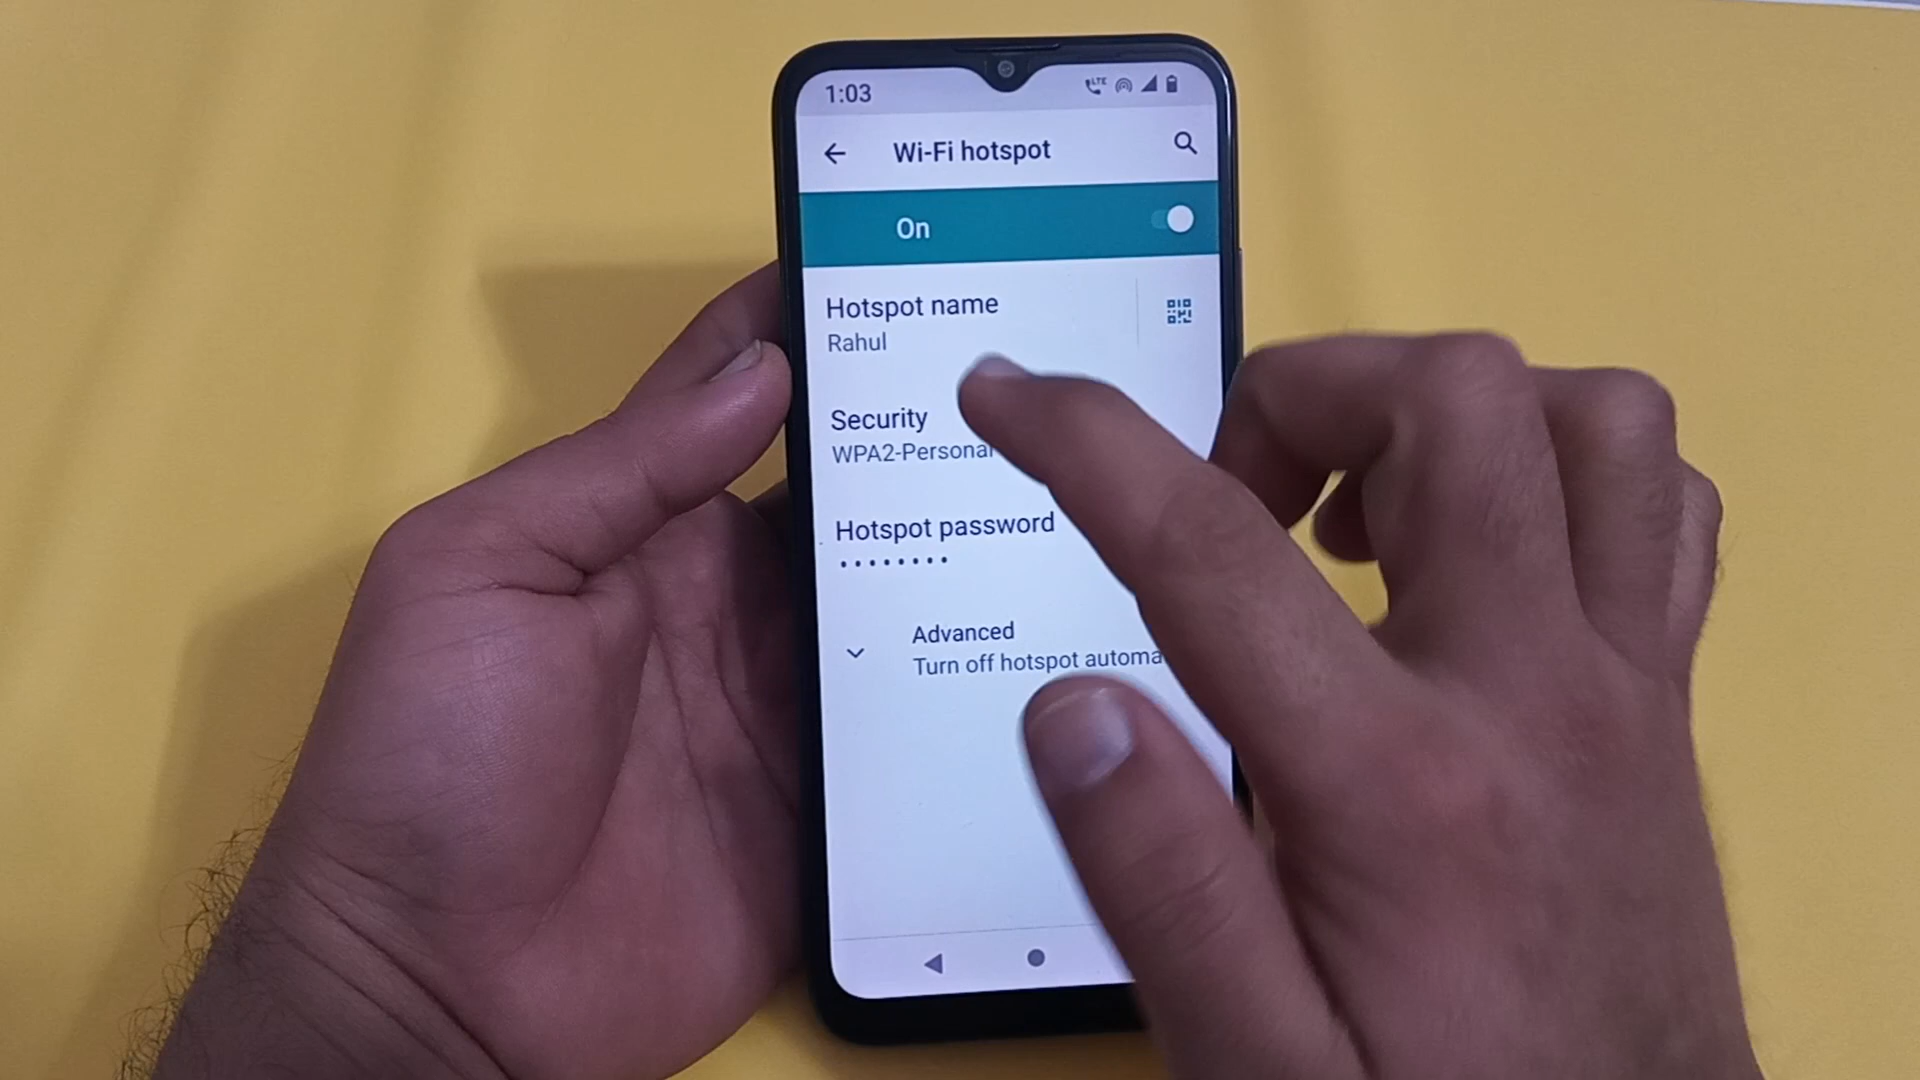 1:03
LTE
Wi-Fi hotspot
On
Hotspot name
Rahul
Security
WPA2-Personal
Hotspot password
Advanced
Turn off hotspot automa